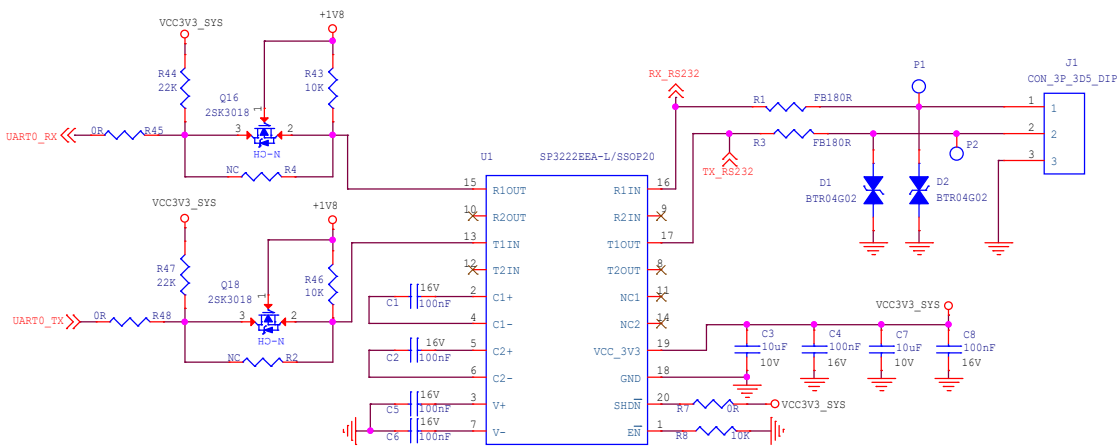 VCC3V3_SYS
+1V8
R44
22K
R43
10K
Q16
2SK3018
1
UART0_RX
0R
R45
3
2
N-CH
NC
R4
VCC3V3_SYS
+1V8
R47
22K
R46
10K
Q18
2SK3018
1
UART0_TX
0R
R48
3
2
N-CH
NC
R2
U1
SP3222EEA-L/SSOP20
15
R1OUT
R1IN
16
10
R2OUT
R2IN
9
13
T1IN
T1OUT
17
12
T2IN
T2OUT
8
2
C1+
NC1
11
4
C1-
NC2
14
5
C2+
VCC_3V3
19
6
C2-
GND
18
3
V+
SHDN
20
7
V-
EN
1
C1
16V
100nF
C2
16V
100nF
C5
16V
100nF
C6
16V
100nF
RX_RS232
TX_RS232
R1
FB180R
R3
FB180R
P1
P2
J1
CON_3P_3D5_DIP
1
1
2
2
3
3
D1
BTR04G02
D2
BTR04G02
VCC3V3_SYS
C3
10uF
10V
C4
100nF
16V
C7
10uF
10V
C8
100nF
16V
R7
0R
VCC3V3_SYS
R8
10K